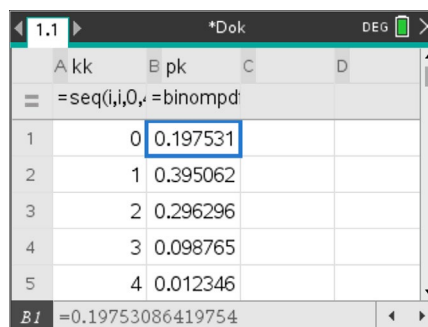 1.1 *Dok DEG
A kk B pk C D
= =seq(i,i,0, =binompd
1 0 0.197531
2 1 0.395062
3 2 0.296296
4 3 0.098765
5 4 0.012346
B1 =0.19753086419754